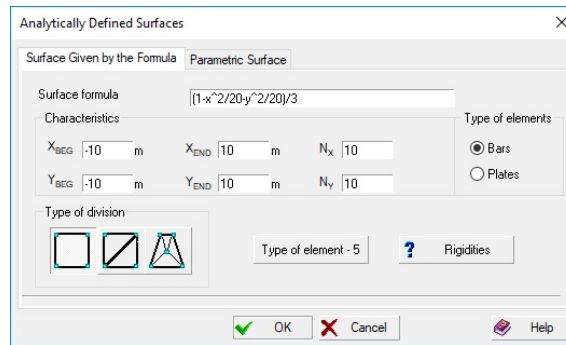 Analytically Defined Surfaces
Surface Given by the Formula Parametric Surface
Surface formula (1-x^2/20-y^2/20)/3
Characteristics Type of elements
XBEG -10 m XEND 10 m NX 10 Bars
YBEG -10 m YEND 10 m NY 10 Plates
Type of division
Type of element - 5 ? Rigidities
OK Cancel Help